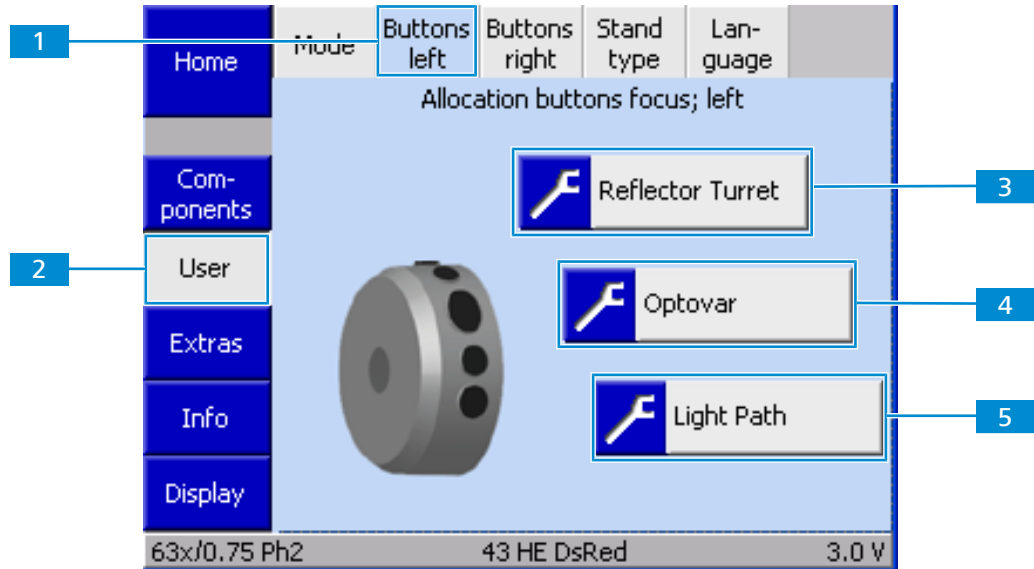 1
Home
Mode
Buttons
left
Buttons
right
Stand
type
Lan-
guage
Allocation buttons focus; left
Com-
ponents
Reflector Turret
3
2
User
Optovar
4
Extras
Info
Light Path
5
Display
63x/0.75 Ph2
43 HE DsRed
3.0 V